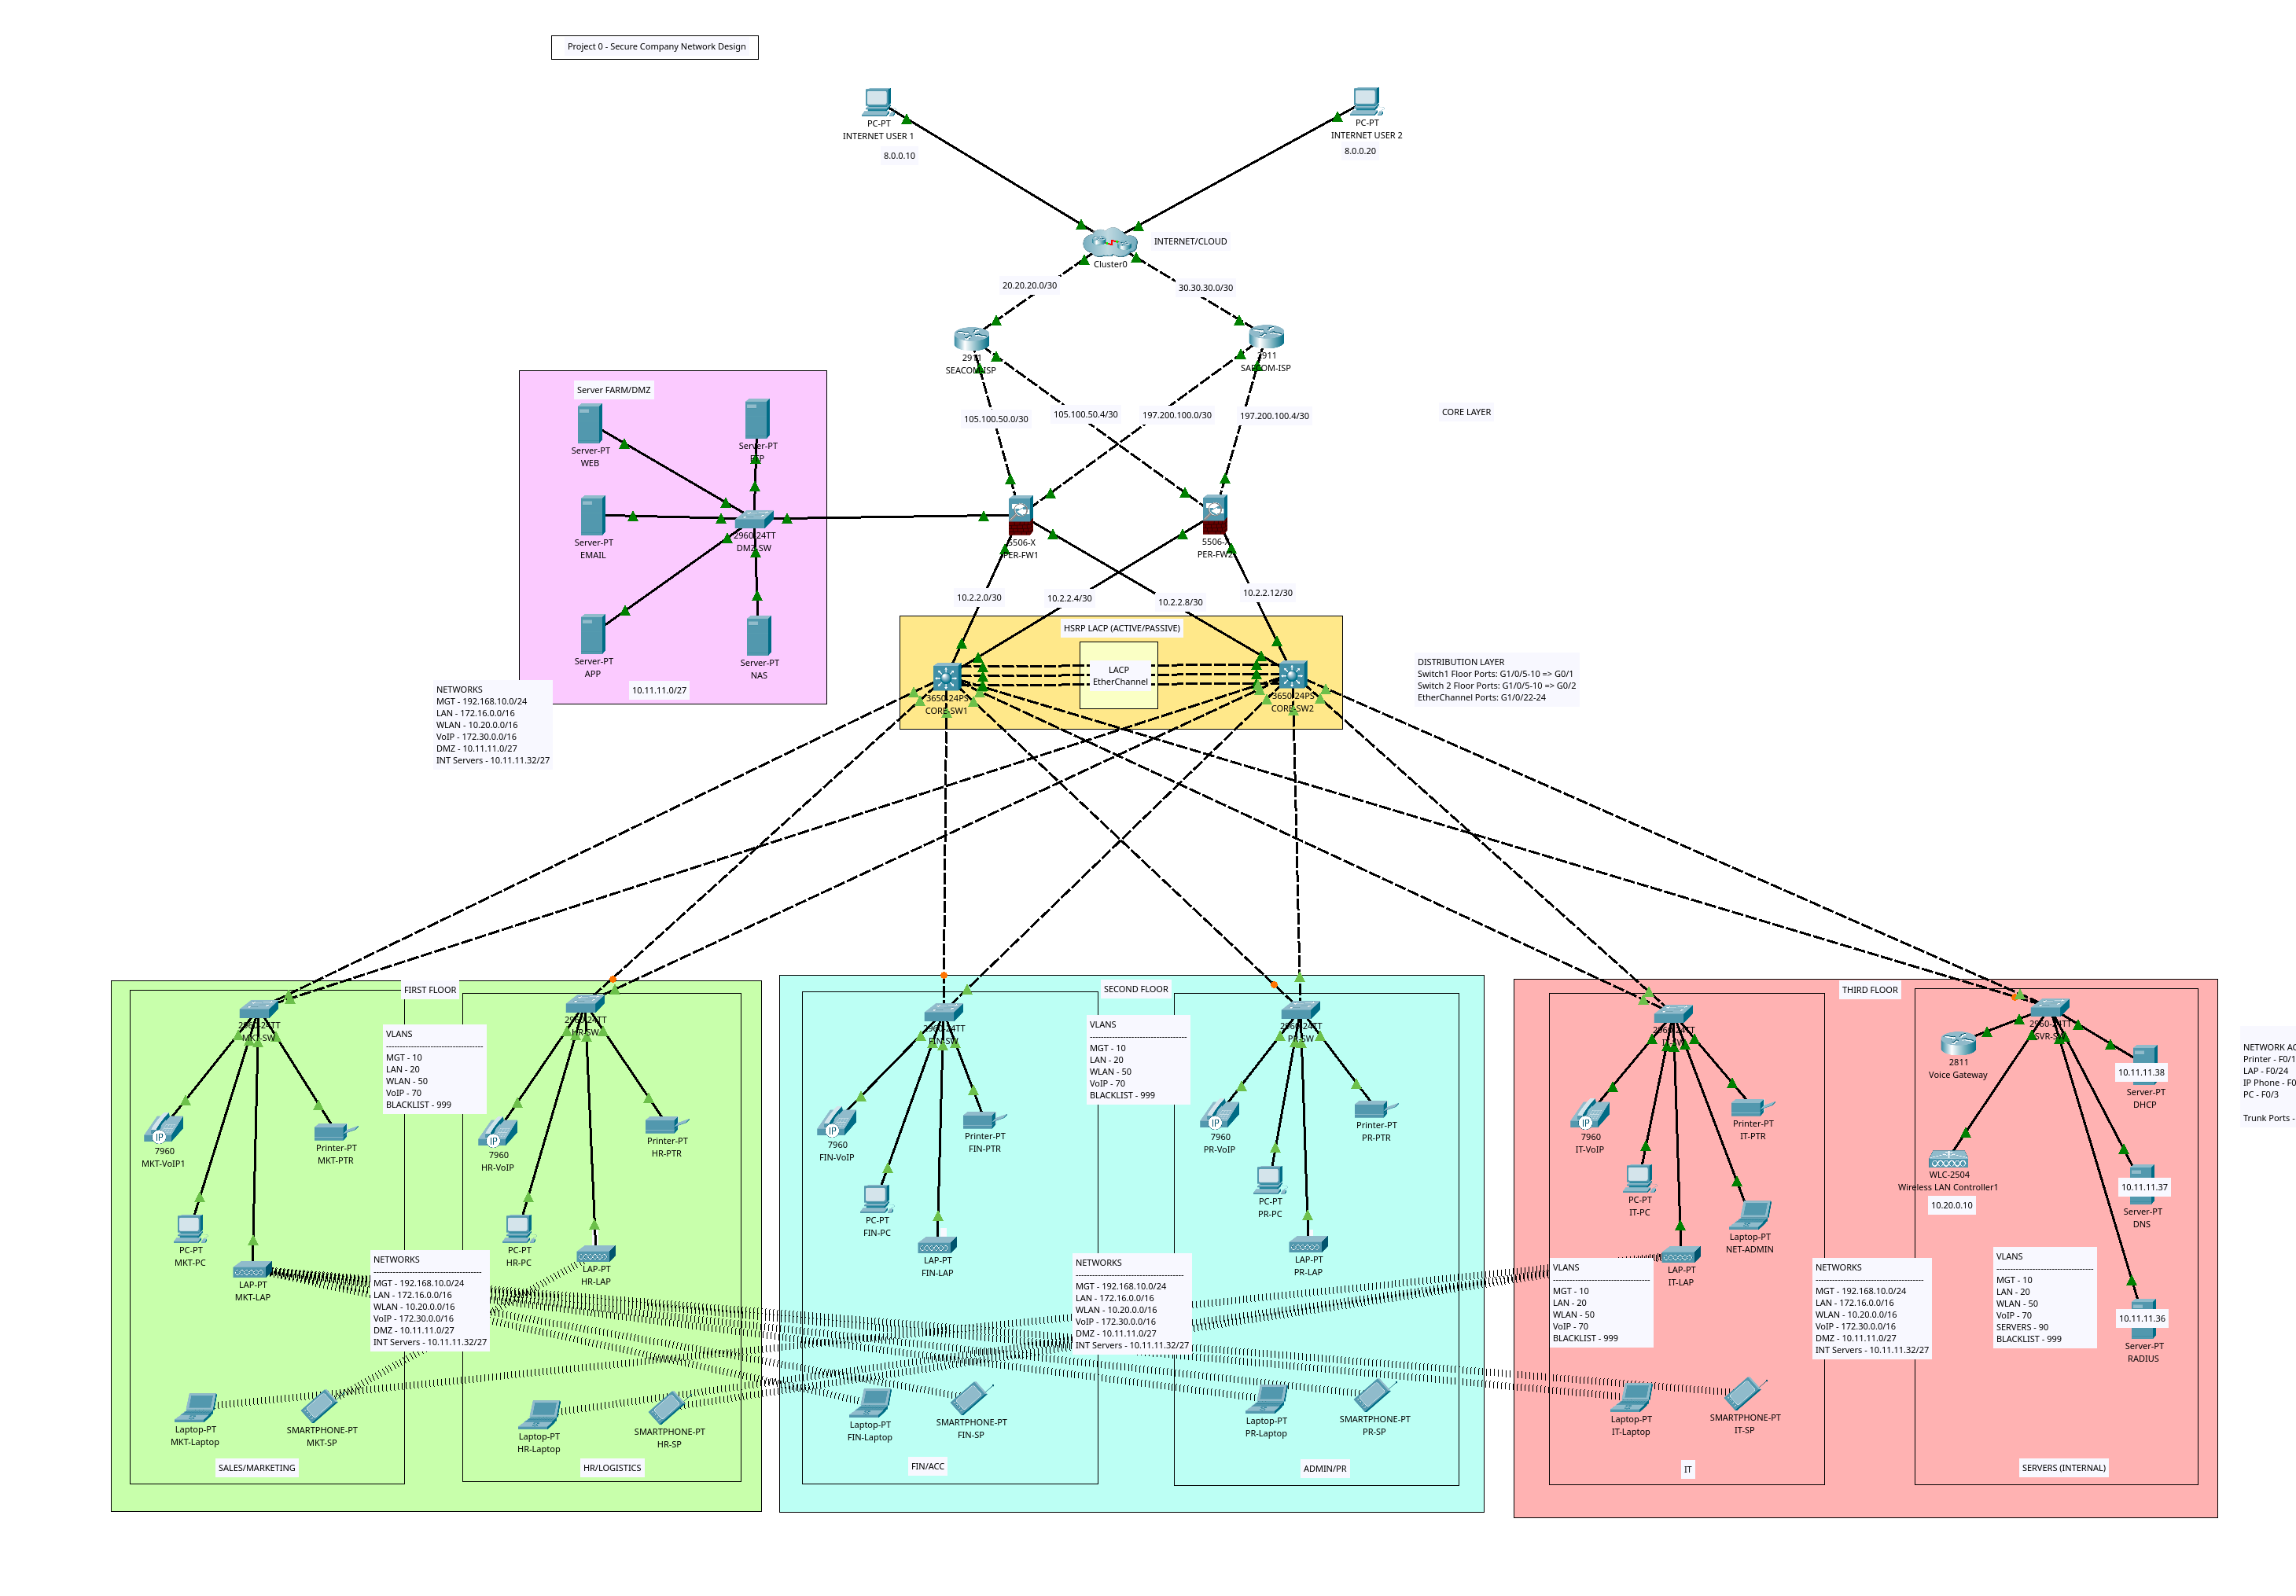 Project 0 - Secure Company Network Design
PC-PT
INTERNET USER 1
8.0.0.10
PC-PT
INTERNET USER 2
8.0.0.20
INTERNET/CLOUD
Cluster0
20.20.20.0/30
30.30.30.0/30
2911
SEACOM-ISP
2911
105.100.50.0/30
105.100.50.4/30
197.200.100.0/30
197.200.100.4/30
CORE LAYER
Server FARM/DMZ
Server-PT
WEB
Server-PT
FTP
Server-PT
EMAIL
2960-24TT
DMZ-SW
Server-PT
APP
Server-PT
NAS
10.11.11.0/27
5506-X
PER-FW1
5506-X
PER-FW2
10.2.2.0/30
10.2.2.4/30
10.2.2.8/30
10.2.2.12/30
HSRP LACP (ACTIVE/PASSIVE)
LACP
EtherChannel
3650-24PS
CORE-SW1
3650-24PS
CORE-SW2
DISTRIBUTION LAYER
Switch1 Floor Ports: G1/0/5-10 => G0/1
Switch 2 Floor Ports: G1/0/5-10 => G0/2
EtherChannel Ports: G1/0/22-24
NETWORKS
MGT - 192.168.10.0/24
LAN - 172.16.0.0/16
WLAN - 10.20.0.0/16
VoIP - 172.30.0.0/16
DMZ - 10.11.11.0/27
INT Servers - 10.11.11.32/27
FIRST FLOOR
2960-24TT
MKT-SW
2960-24TT
HR-SW
VLANS
------------------------------------
MGT - 10
LAN - 20
WLAN - 50
VoIP - 70
BLACKLIST - 999
7960
MKT-VoIP1
Printer-PT
MKT-PTR
PC-PT
MKT-PC
LAP-PT
MKT-LAP
7960
HR-VoIP
Printer-PT
HR-PTR
PC-PT
HR-PC
LAP-PT
HR-LAP
NETWORKS
----------------------------------------
MGT - 192.168.10.0/24
LAN - 172.16.0.0/16
WLAN - 10.20.0.0/16
VoIP - 172.30.0.0/16
DMZ - 10.11.11.0/27
INT Servers - 10.11.11.32/27
Laptop-PT
MKT-Laptop
SMARTPHONE-PT
MKT-SP
Laptop-PT
HR-Laptop
SMARTPHONE-PT
HR-SP
SALES/MARKETING
HR/LOGISTICS
SECOND FLOOR
2960-24TT
FIN-SW
2960-24TT
PR-SW
VLANS
------------------------------------
MGT - 10
LAN - 20
WLAN - 50
VoIP - 70
BLACKLIST - 999
7960
FIN-VoIP
Printer-PT
FIN-PTR
PC-PT
FIN-PC
LAP-PT
FIN-LAP
7960
PR-VoIP
Printer-PT
PR-PTR
PC-PT
PR-PC
LAP-PT
PR-LAP
NETWORKS
----------------------------------------
MGT - 192.168.10.0/24
LAN - 172.16.0.0/16
WLAN - 10.20.0.0/16
VoIP - 172.30.0.0/16
DMZ - 10.11.11.0/27
INT Servers - 10.11.11.32/27
Laptop-PT
FIN-Laptop
SMARTPHONE-PT
FIN-SP
Laptop-PT
PR-Laptop
SMARTPHONE-PT
PR-SP
FIN/ACC
ADMIN/PR
THIRD FLOOR
2960-24TT
2960-24TT
7960
IT-VoIP
Printer-PT
IT-PTR
PC-PT
IT-PC
Laptop-PT
NET-ADMIN
LAP-PT
IT-LAP
VLANS
------------------------------------
MGT - 10
LAN - 20
WLAN - 50
VoIP - 70
BLACKLIST - 999
NETWORKS
----------------------------------------
MGT - 192.168.10.0/24
LAN - 172.16.0.0/16
WLAN - 10.20.0.0/16
VoIP - 172.30.0.0/16
DMZ - 10.11.11.0/27
INT Servers - 10.11.11.32/27
Laptop-PT
IT-Laptop
SMARTPHONE-PT
IT-SP
IT
2811
Voice Gateway
10.11.11.38
Server-PT
DHCP
WLC-2504
Wireless LAN Controller1
10.20.0.10
10.11.11.37
Server-PT
DNS
VLANS
------------------------------------
MGT - 10
LAN - 20
WLAN - 50
VoIP - 70
SERVERS - 90
BLACKLIST - 999
10.11.11.36
Server-PT
RADIUS
SERVERS (INTERNAL)
NETWORK AC
Printer - F0/1
LAP - F0/24
IP Phone - F0
PC - F0/3
Trunk Ports -